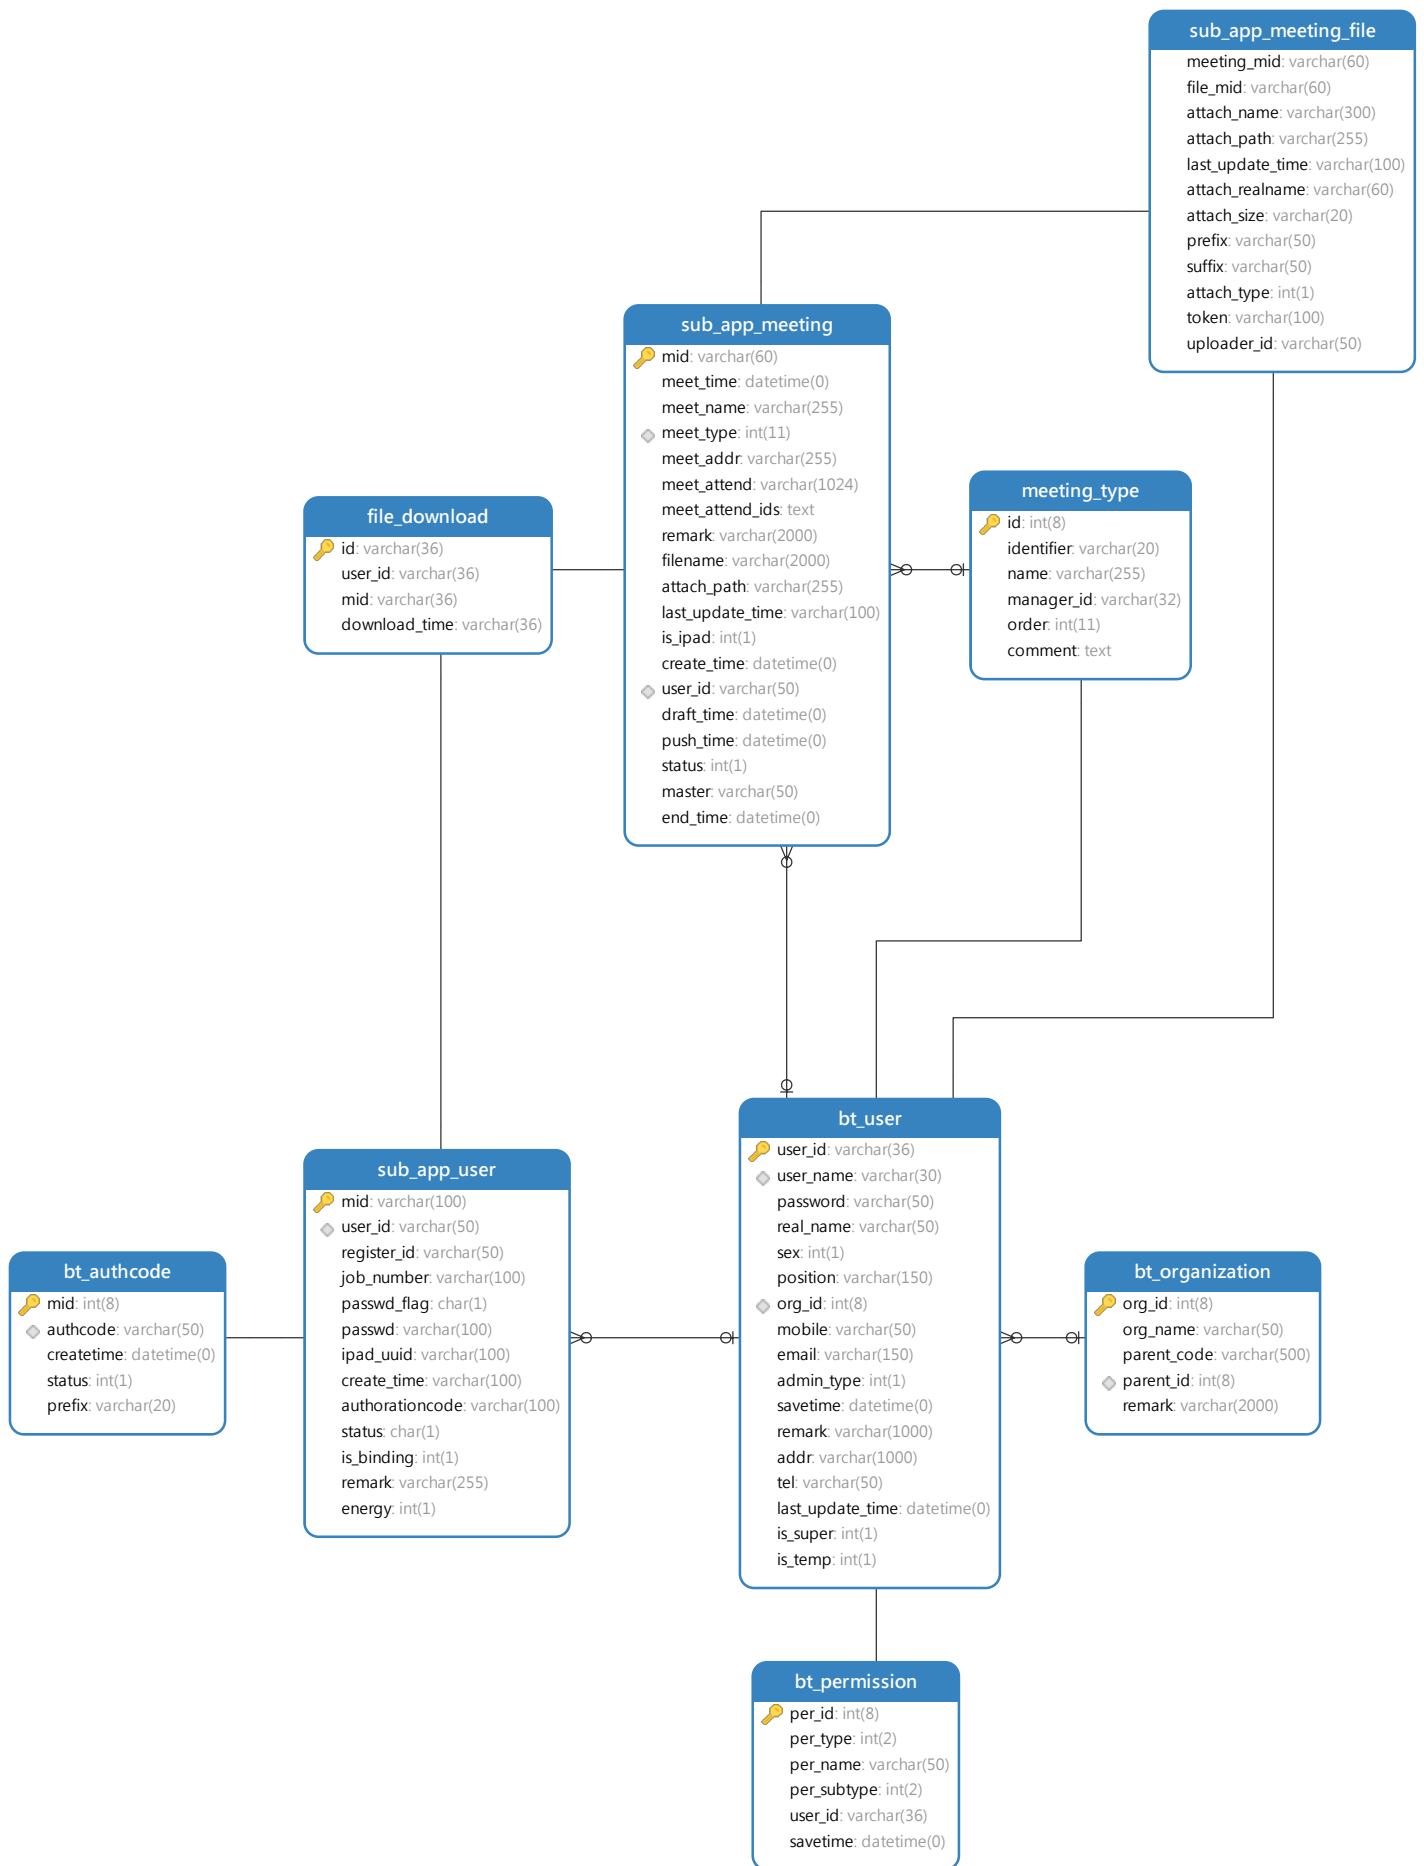 sub_app_meeting_file
meeting_mid: varchar(60)
file_mid: varchar(60)
attach_name: varchar(300)
attach_path: varchar(255)
last_update_time: varchar(100)
attach_realname: varchar(60)
attach_size: varchar(20)
prefix: varchar(50)
suffix: varchar(50)
attach_type: int(1)
token: varchar(100)
uploader_id: varchar(50)
sub_app_meeting
mid: varchar(60)
meet_time: datetime(0)
meet_name: varchar(255)
meet_type: int(11)
meet_addr: varchar(255)
meet_attend: varchar(1024)
meet_attend_ids: text
remark: varchar(2000)
filename: varchar(2000)
attach_path: varchar(255)
last_update_time: varchar(100)
is_ipad: int(1)
create_time: datetime(0)
user_id: varchar(50)
draft_time: datetime(0)
push_time: datetime(0)
status: int(1)
master: varchar(50)
end_time: datetime(0)
meeting_type
id: int(8)
identifier: varchar(20)
name: varchar(255)
manager_id: varchar(32)
order: int(11)
comment: text
file_download
id: varchar(36)
user_id: varchar(36)
mid: varchar(36)
download_time: varchar(36)
bt_user
user_id: varchar(36)
user_name: varchar(30)
password: varchar(50)
real_name: varchar(50)
sex: int(1)
position: varchar(150)
org_id: int(8)
mobile: varchar(50)
email: varchar(150)
admin_type: int(1)
savetime: datetime(0)
remark: varchar(1000)
addr: varchar(1000)
tel: varchar(50)
last_update_time: datetime(0)
is_super: int(1)
is_temp: int(1)
sub_app_user
mid: varchar(100)
user_id: varchar(50)
register_id: varchar(50)
job_number: varchar(100)
passwd_flag: char(1)
passwd: varchar(100)
ipad_uuid: varchar(100)
create_time: varchar(100)
authorationcode: varchar(100)
status: char(1)
is_binding: int(1)
remark: varchar(255)
energy: int(1)
bt_authcode
mid: int(8)
authcode: varchar(50)
createtime: datetime(0)
status: int(1)
prefix: varchar(20)
bt_organization
org_id: int(8)
org_name: varchar(50)
parent_code: varchar(500)
parent_id: int(8)
remark: varchar(2000)
bt_permission
per_id: int(8)
per_type: int(2)
per_name: varchar(50)
per_subtype: int(2)
user_id: varchar(36)
savetime: datetime(0)